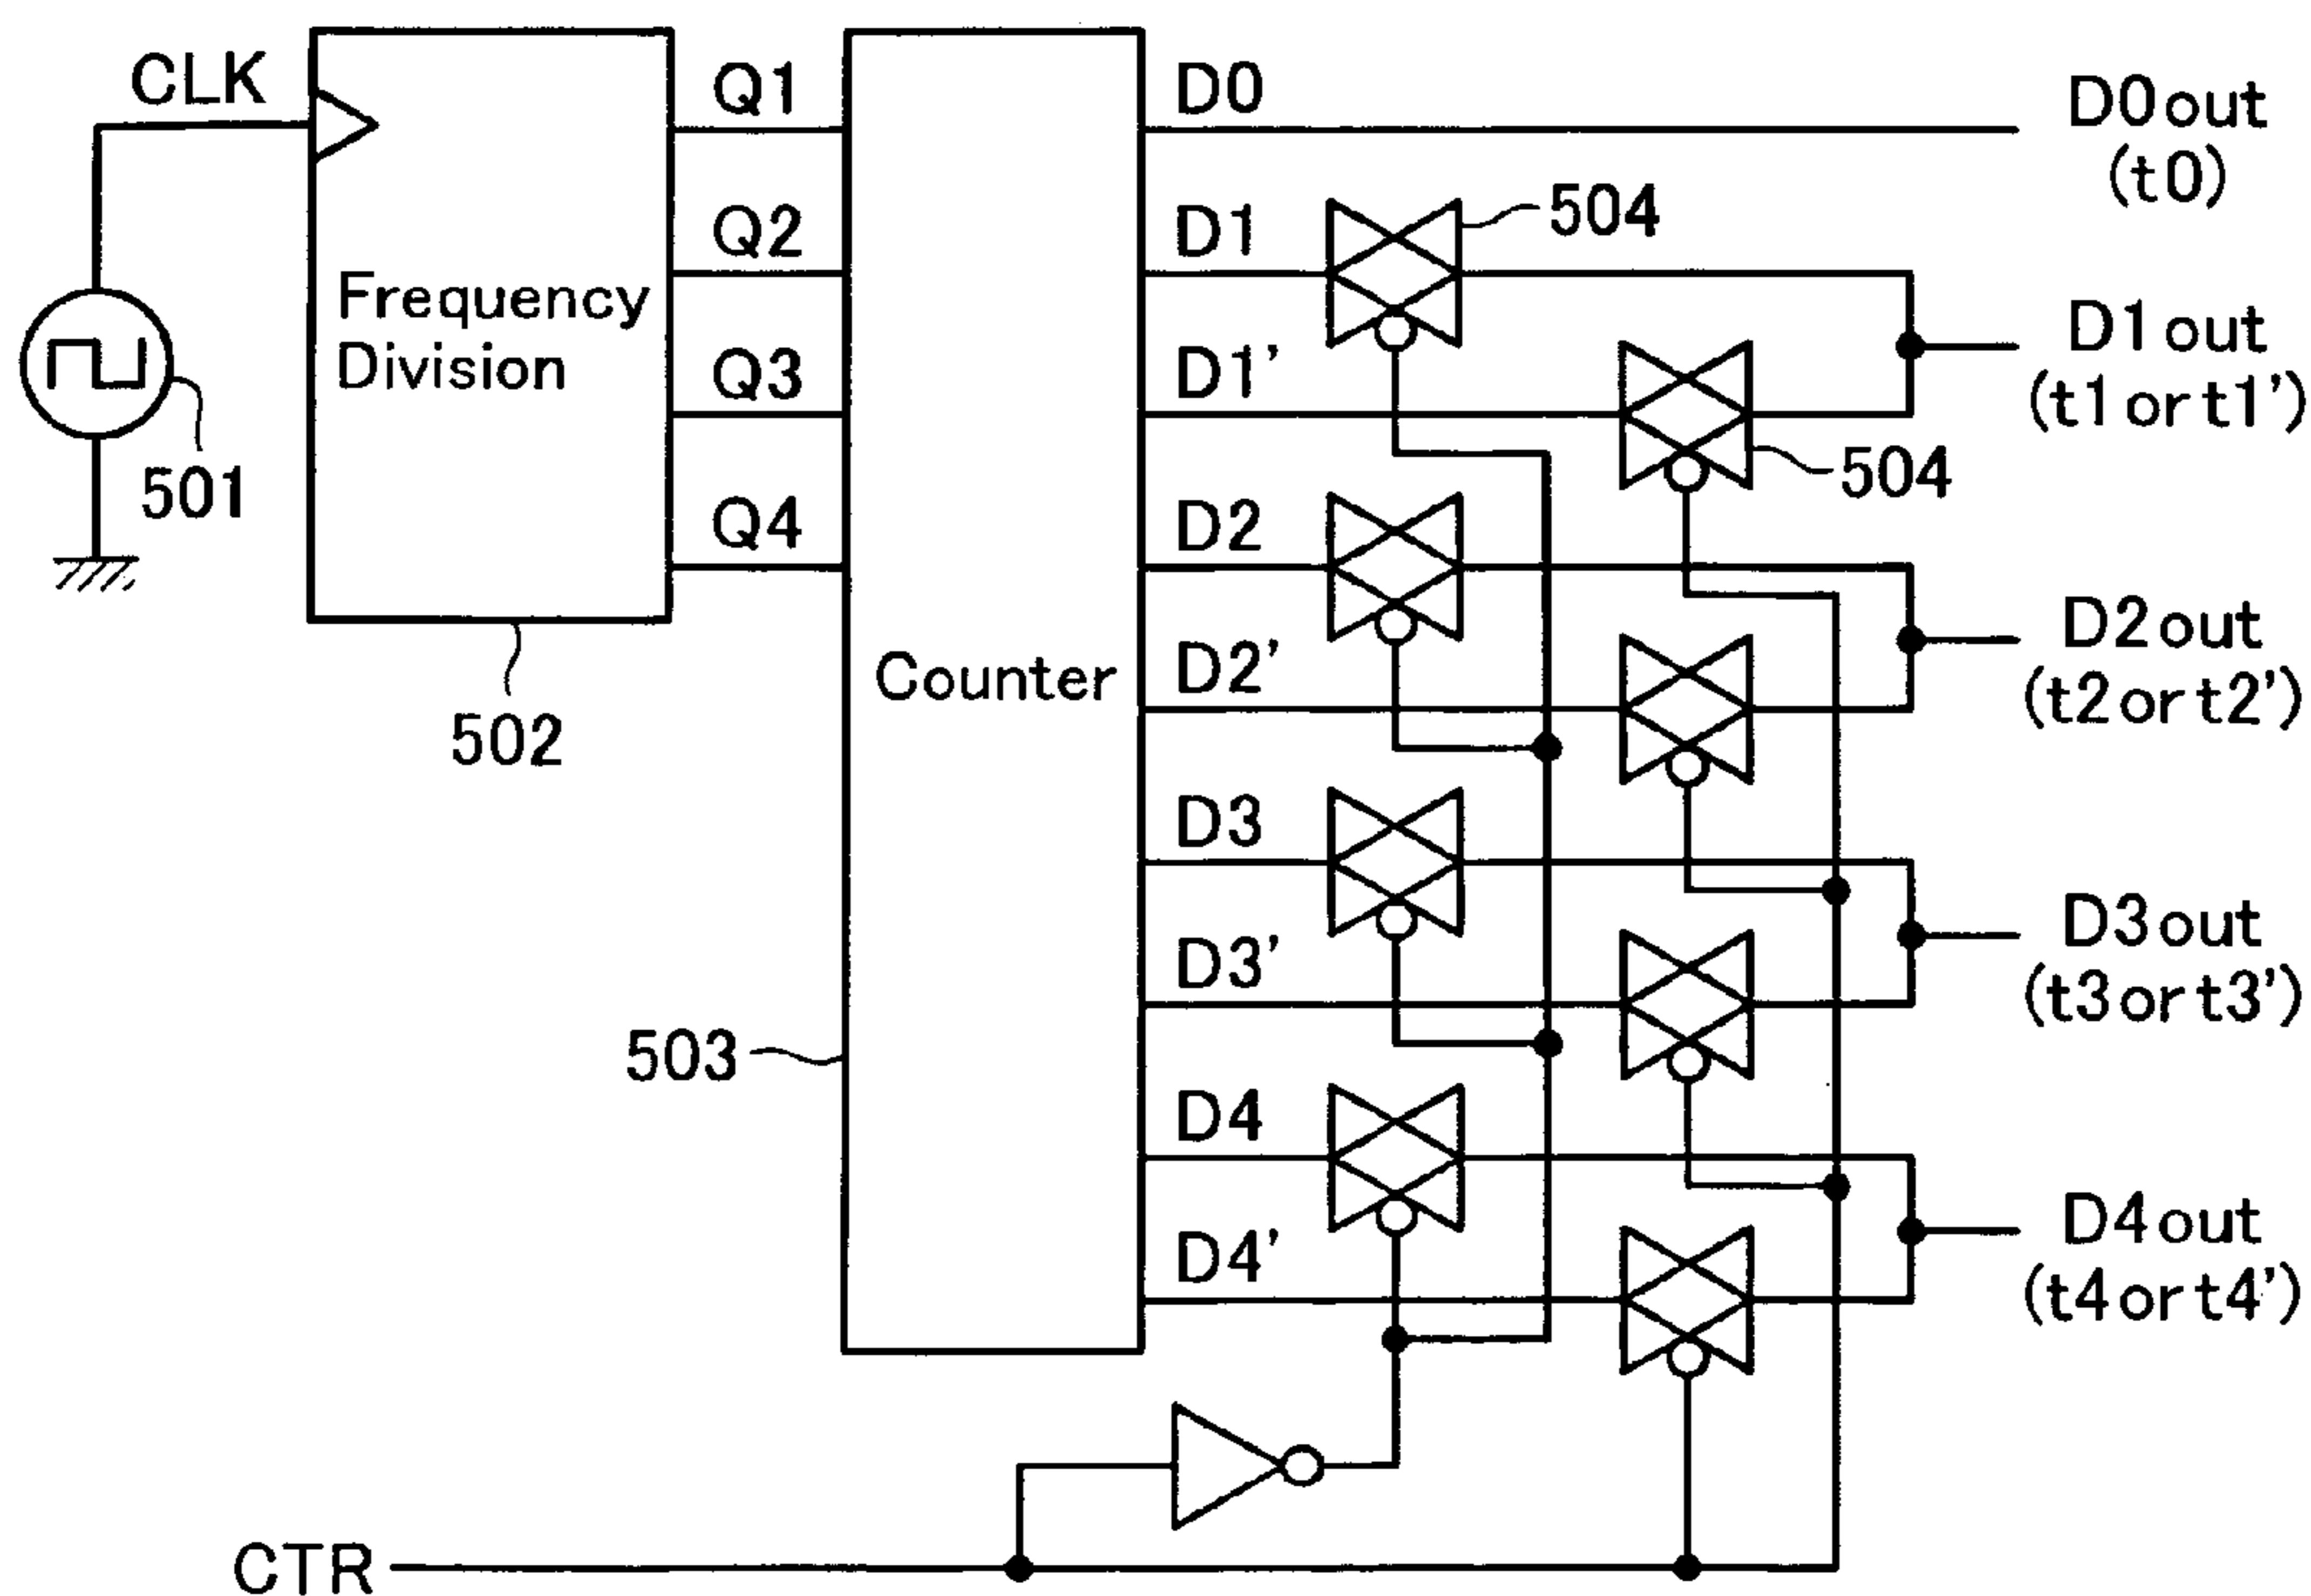 CLK
Frequency
Division
501
502
Q1
Q2
Q3
Q4
Counter
503
D0
D1
D1'
D2
D2'
D3
D3'
D4
D4'
504
504
D0out
(t0)
D1out
(t1ort1')
D2out
(t2ort2')
D3out
(t3ort3')
D4out
(t4ort4')
CTR